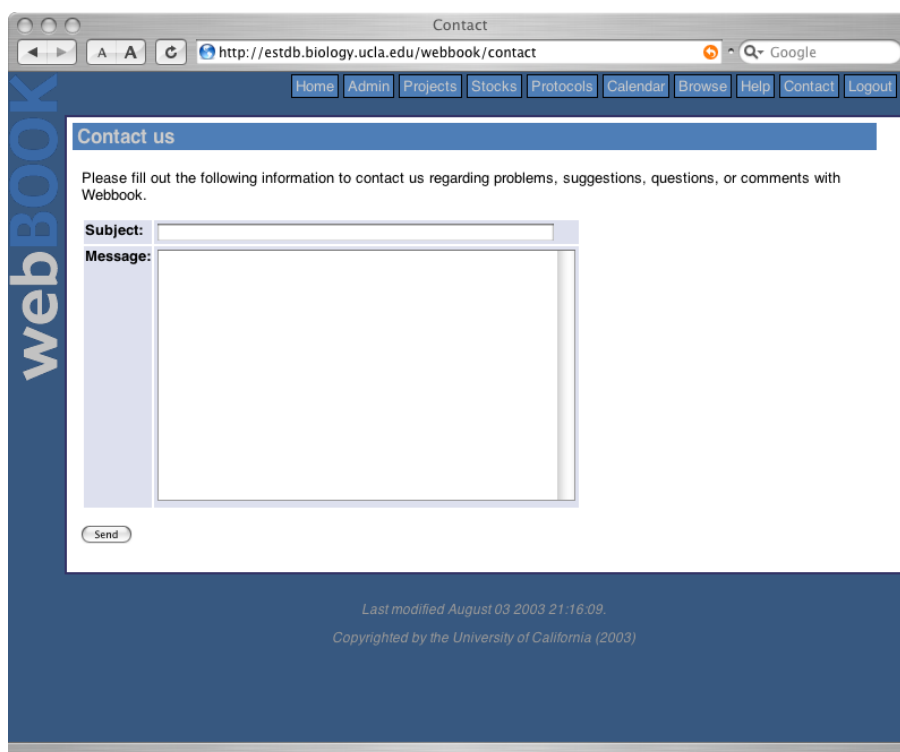 Contact
A A http://estdb.biology.ucla.edu/webbook/contact Google
Home Admin Projects Stocks Protocols Calendar Browse Help Contact Logout
webBOOK
Contact us
Please fill out the following information to contact us regarding problems, suggestions, questions, or comments with
Webbook.
Subject:
Message:
Send
Last modified August 03 2003 21:16:09.
Copyrighted by the University of California (2003)